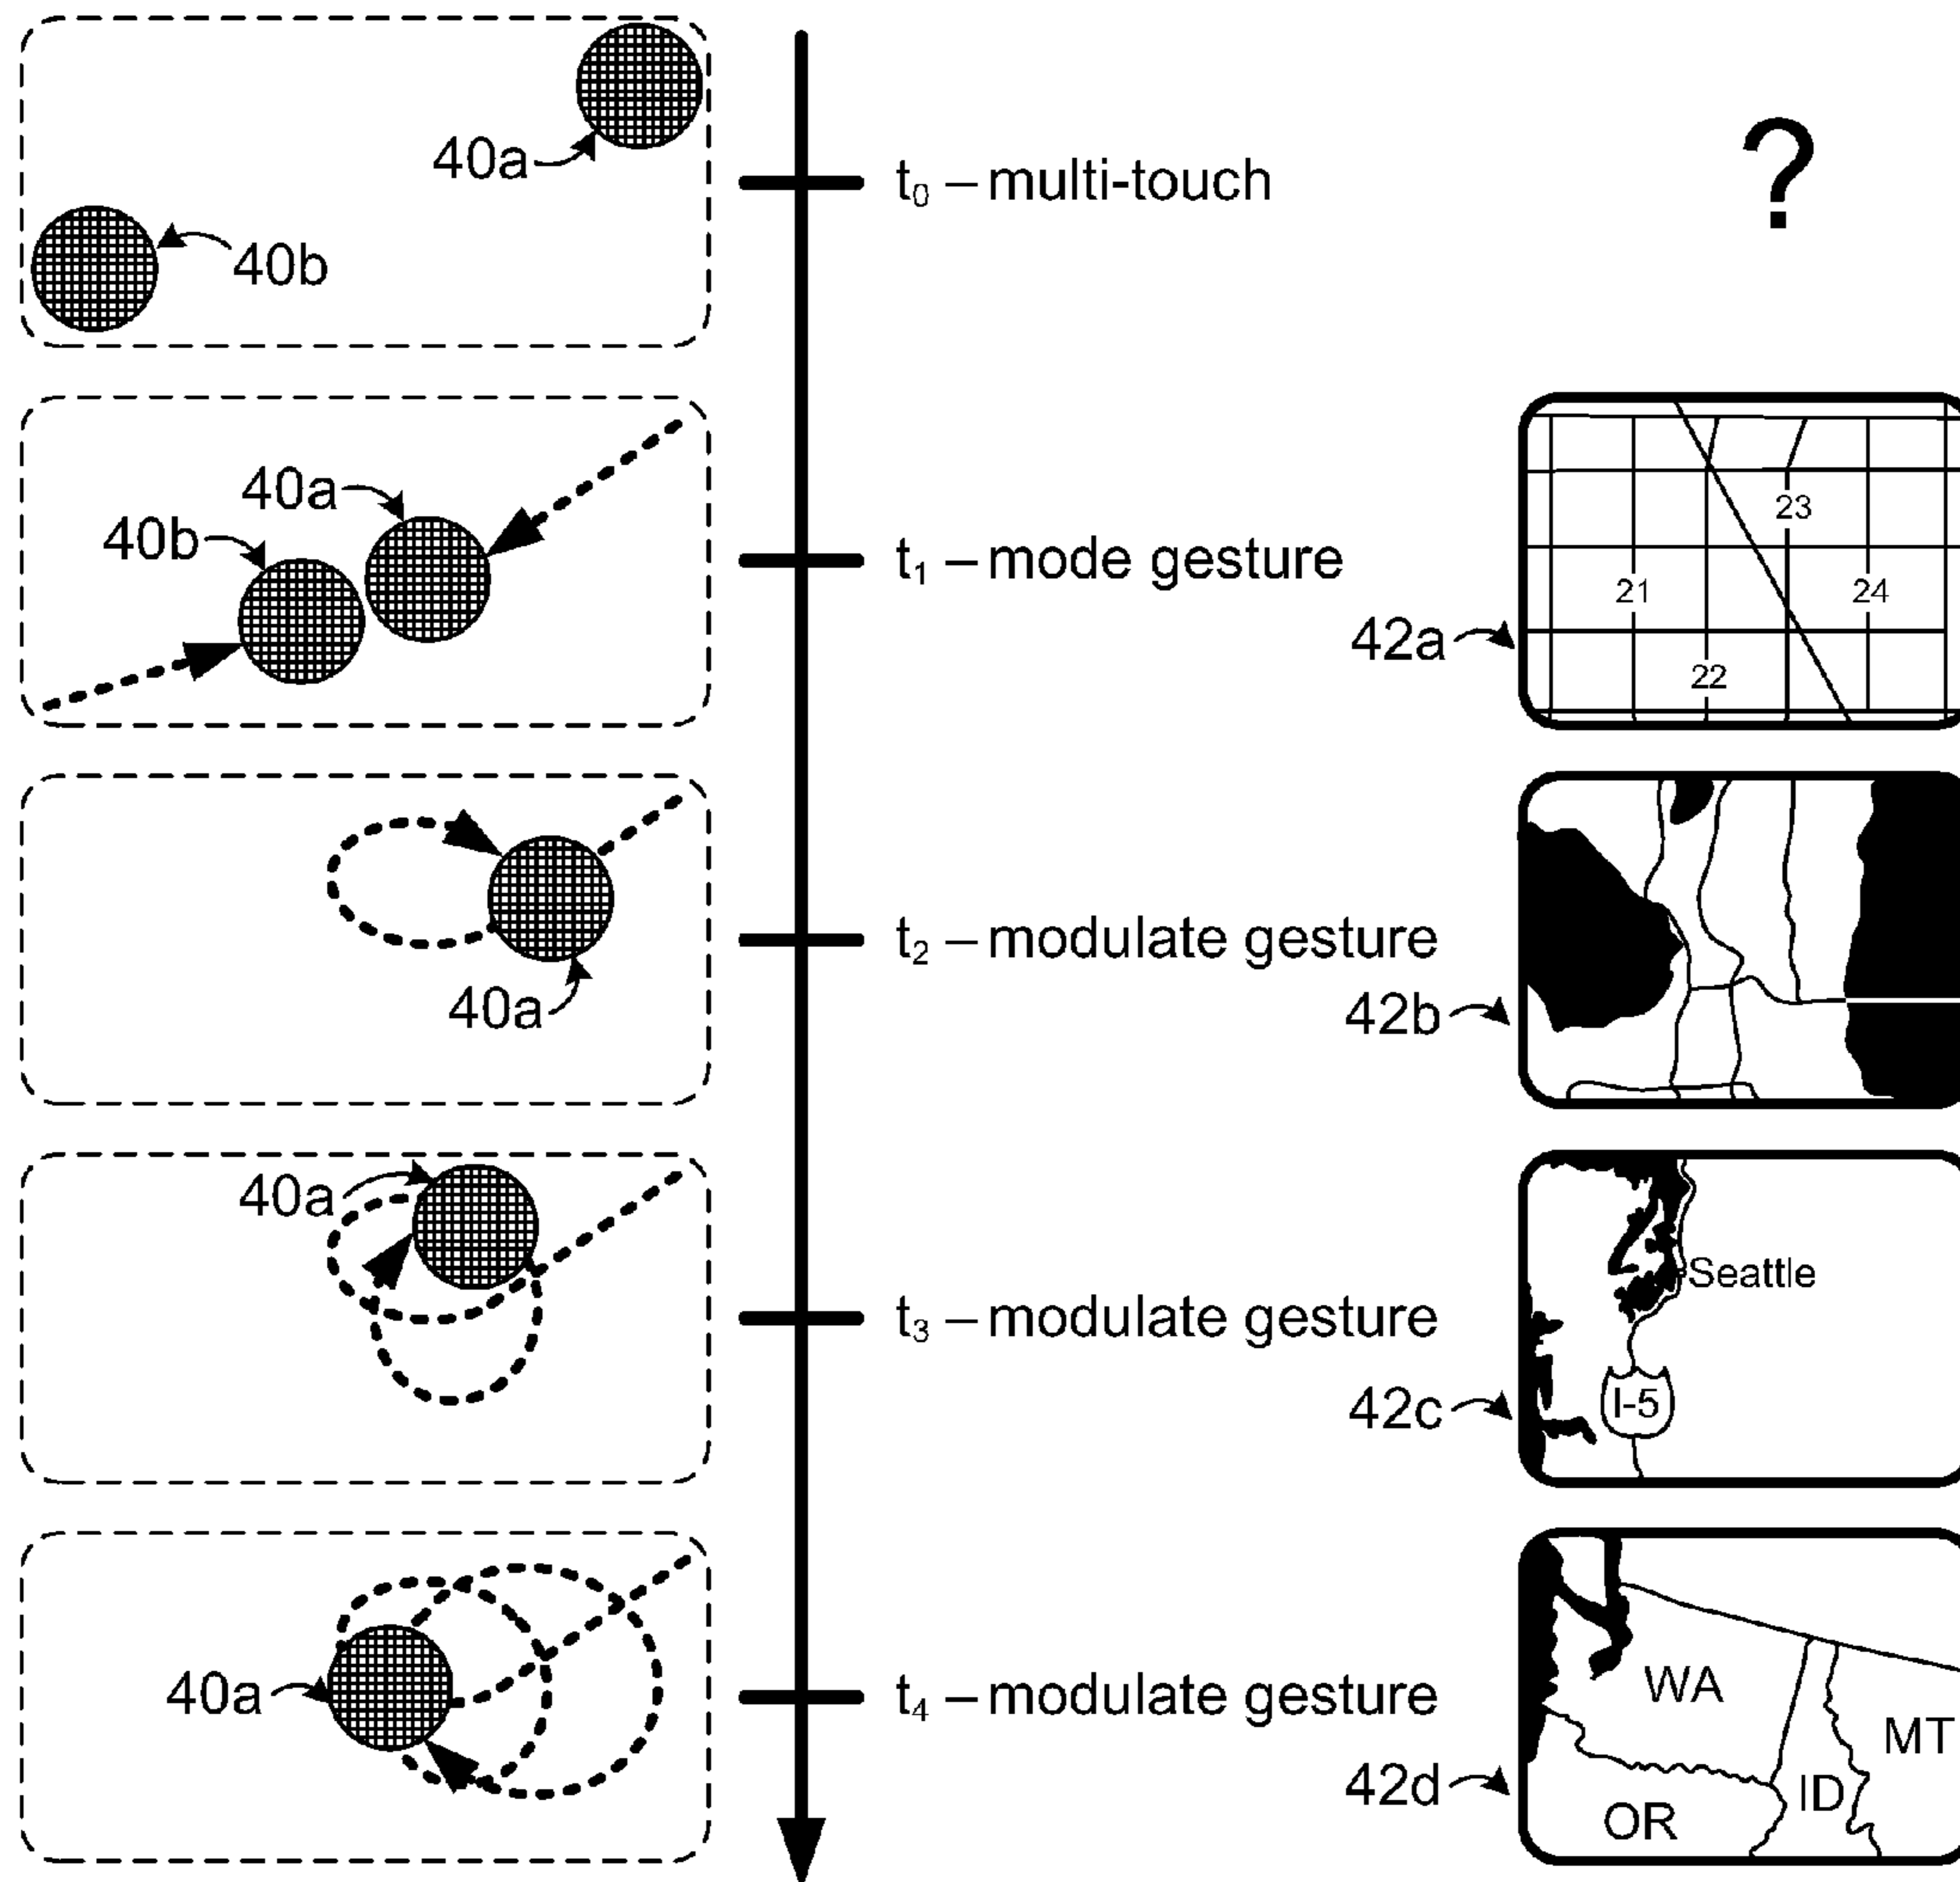 40a
40b
t₀ – multi-touch
?
40a
40b
t₁ – mode gesture
42a
23
21
24
22
40a
t₂ – modulate gesture
42b
40a
t₃ – modulate gesture
42c
Seattle
I-5
40a
t₄ – modulate gesture
42d
WA
MT
ID
OR